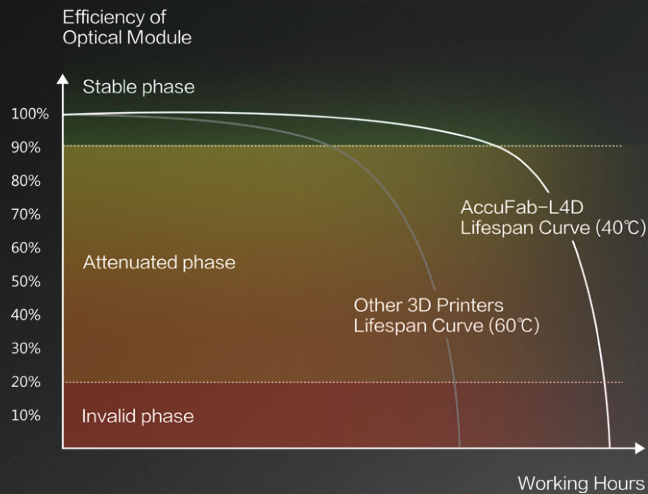 Efficiency of
Optical Module
Stable phase
100%
90%
80%
70%
60%
50%
40%
30%
20%
10%
AccuFab-L4D
Lifespan Curve (40℃)
Attenuated phase
Other 3D Printers
Lifespan Curve (60℃)
Invalid phase
Working Hours